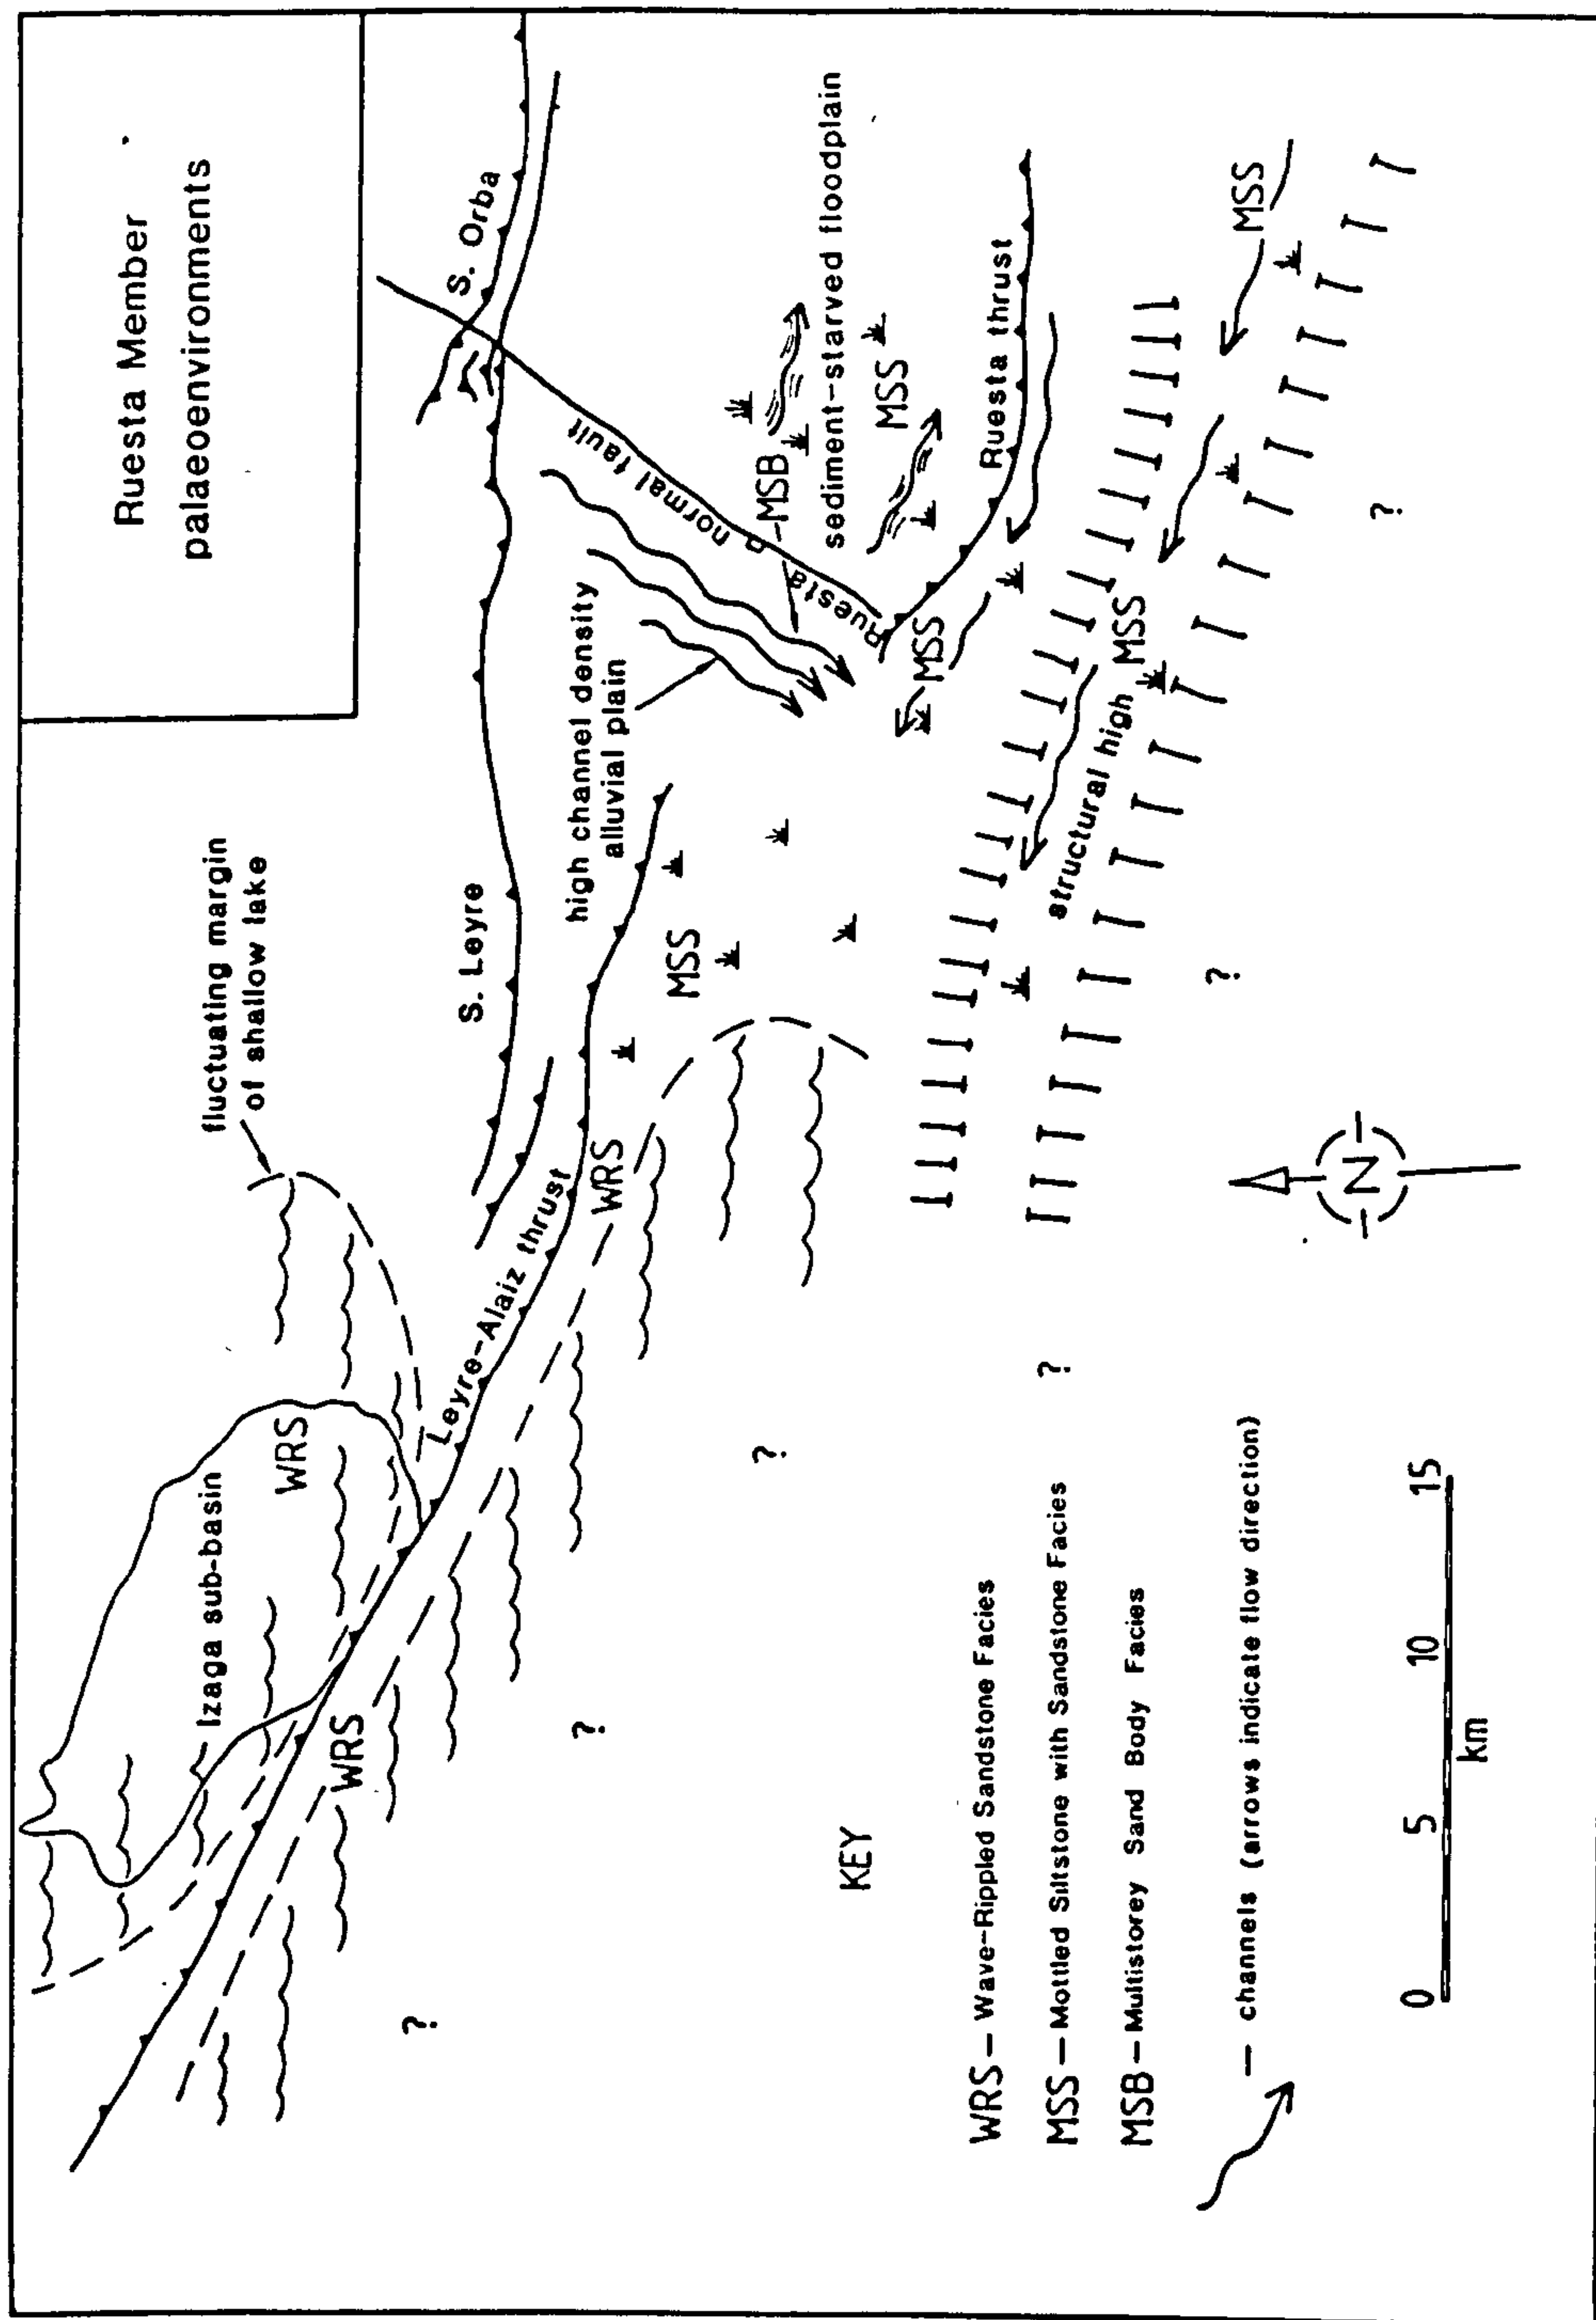 Ruesta Member
palaeoenvironments
fluctuating margin
of shallow lake
Izaga sub-basin
WRS
S. Leyre
S. Orba
Leyre-Alaiz thrust
WRS
WRS
high channel density
alluvial plain
MSS
Ruesta normal fault
MSB
sediment-starved floodplain
MSS
MSS
Ruesta thrust
structural high
MSS
MSS
?
?
?
?
?
?
KEY
WRS — Wave-Rippled Sandstone Facies
MSS — Mottled Siltstone with Sandstone Facies
MSB — Multistorey Sand Body Facies
— channels (arrows indicate flow direction)
0 5 10 15
km
N